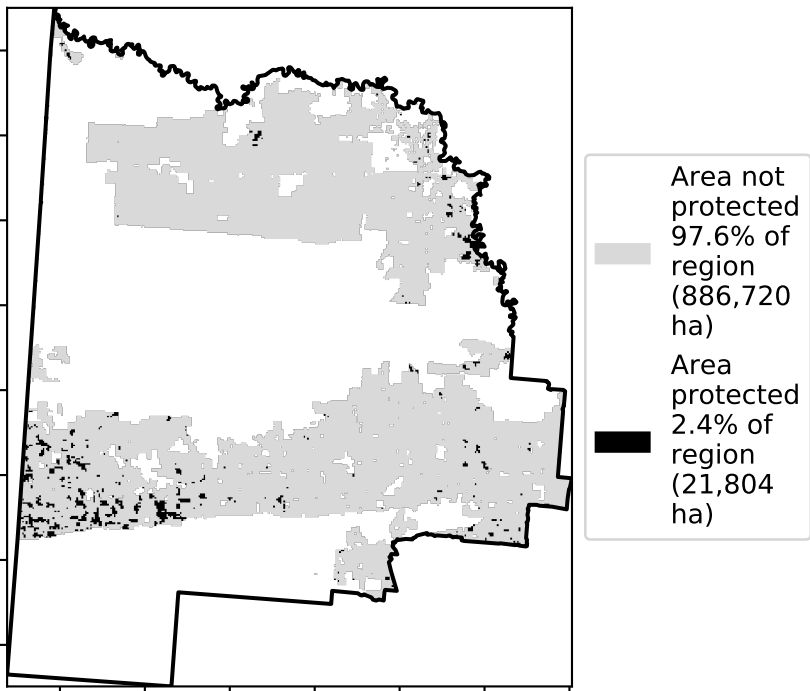 Area not
protected
97.6% of
region
(886,720
ha)
Area
protected
2.4% of
region
(21,804
ha)